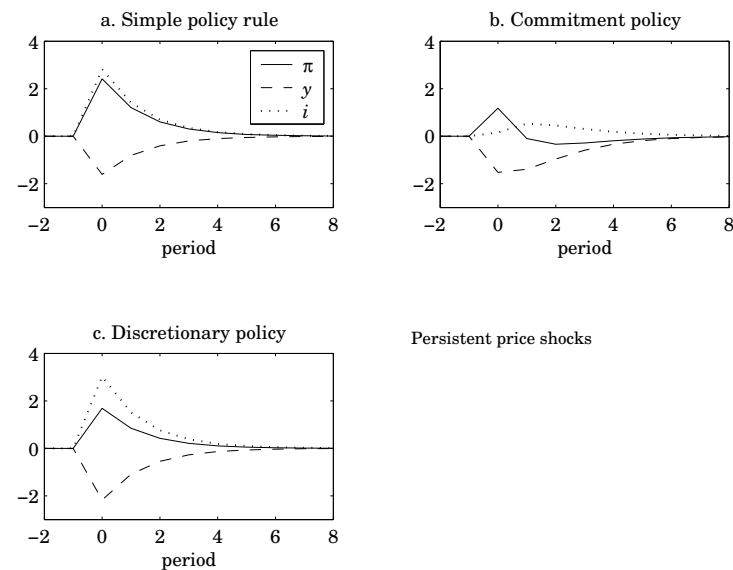 a. Simple policy rule
4
2
0
−2
−2 0 2 4 6 8
period
π
y
i
b. Commitment policy
4
2
0
−2
−2 0 2 4 6 8
period
c. Discretionary policy
4
2
0
−2
−2 0 2 4 6 8
period
Persistent price shocks